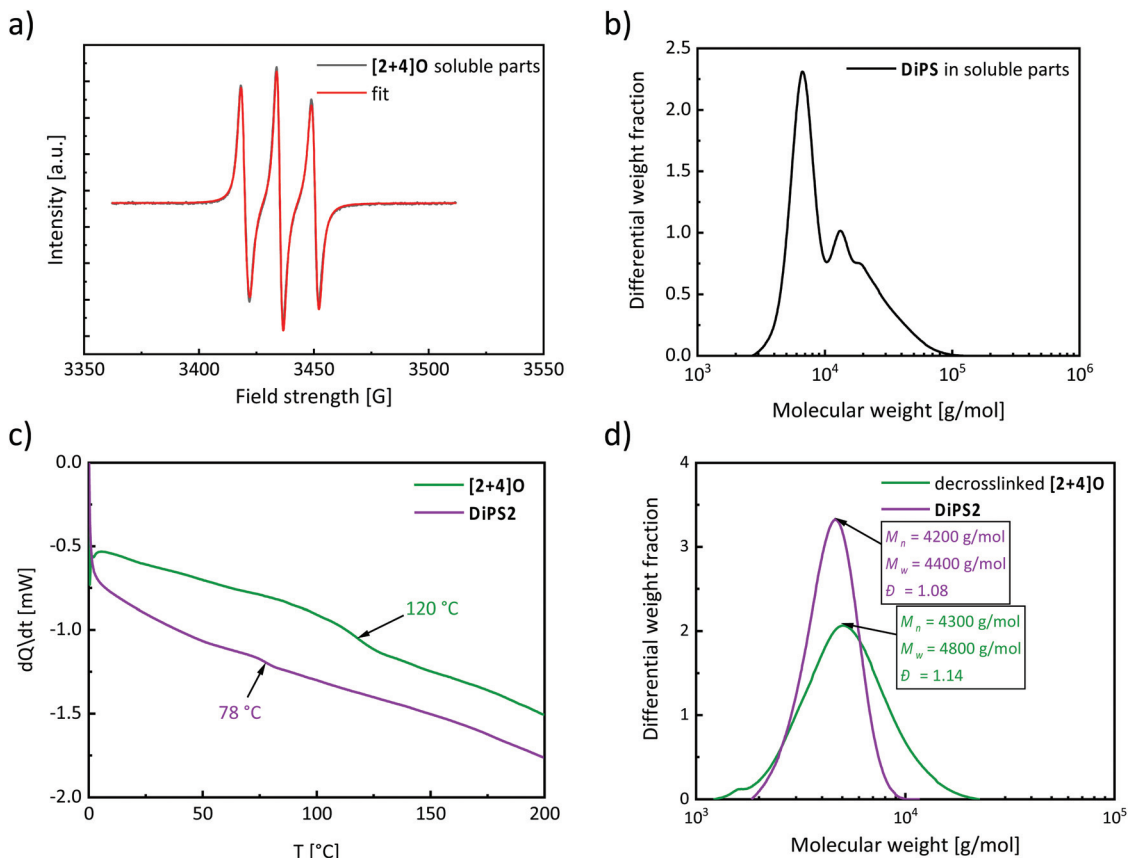 a)
[2+4]O soluble parts
fit
Intensity [a.u.]
3350
3400
3450
3500
3550
Field strength [G]
b)
DiPS in soluble parts
Differential weight fraction
2.5
2.0
1.5
1.0
0.5
0.0
10³
10⁴
10⁵
10⁶
Molecular weight [g/mol]
c)
[2+4]O
DiPS2
dQ\dt [mW]
0.0
-0.5
-1.0
-1.5
-2.0
120 °C
78 °C
0
50
100
150
200
T [°C]
d)
decrosslinked [2+4]O
DiPS2
Differential weight fraction
4
3
2
1
0
Mn = 4200 g/mol
Mw = 4400 g/mol
Đ = 1.08
Mn = 4300 g/mol
Mw = 4800 g/mol
Đ = 1.14
10³
10⁴
10⁵
Molecular weight [g/mol]